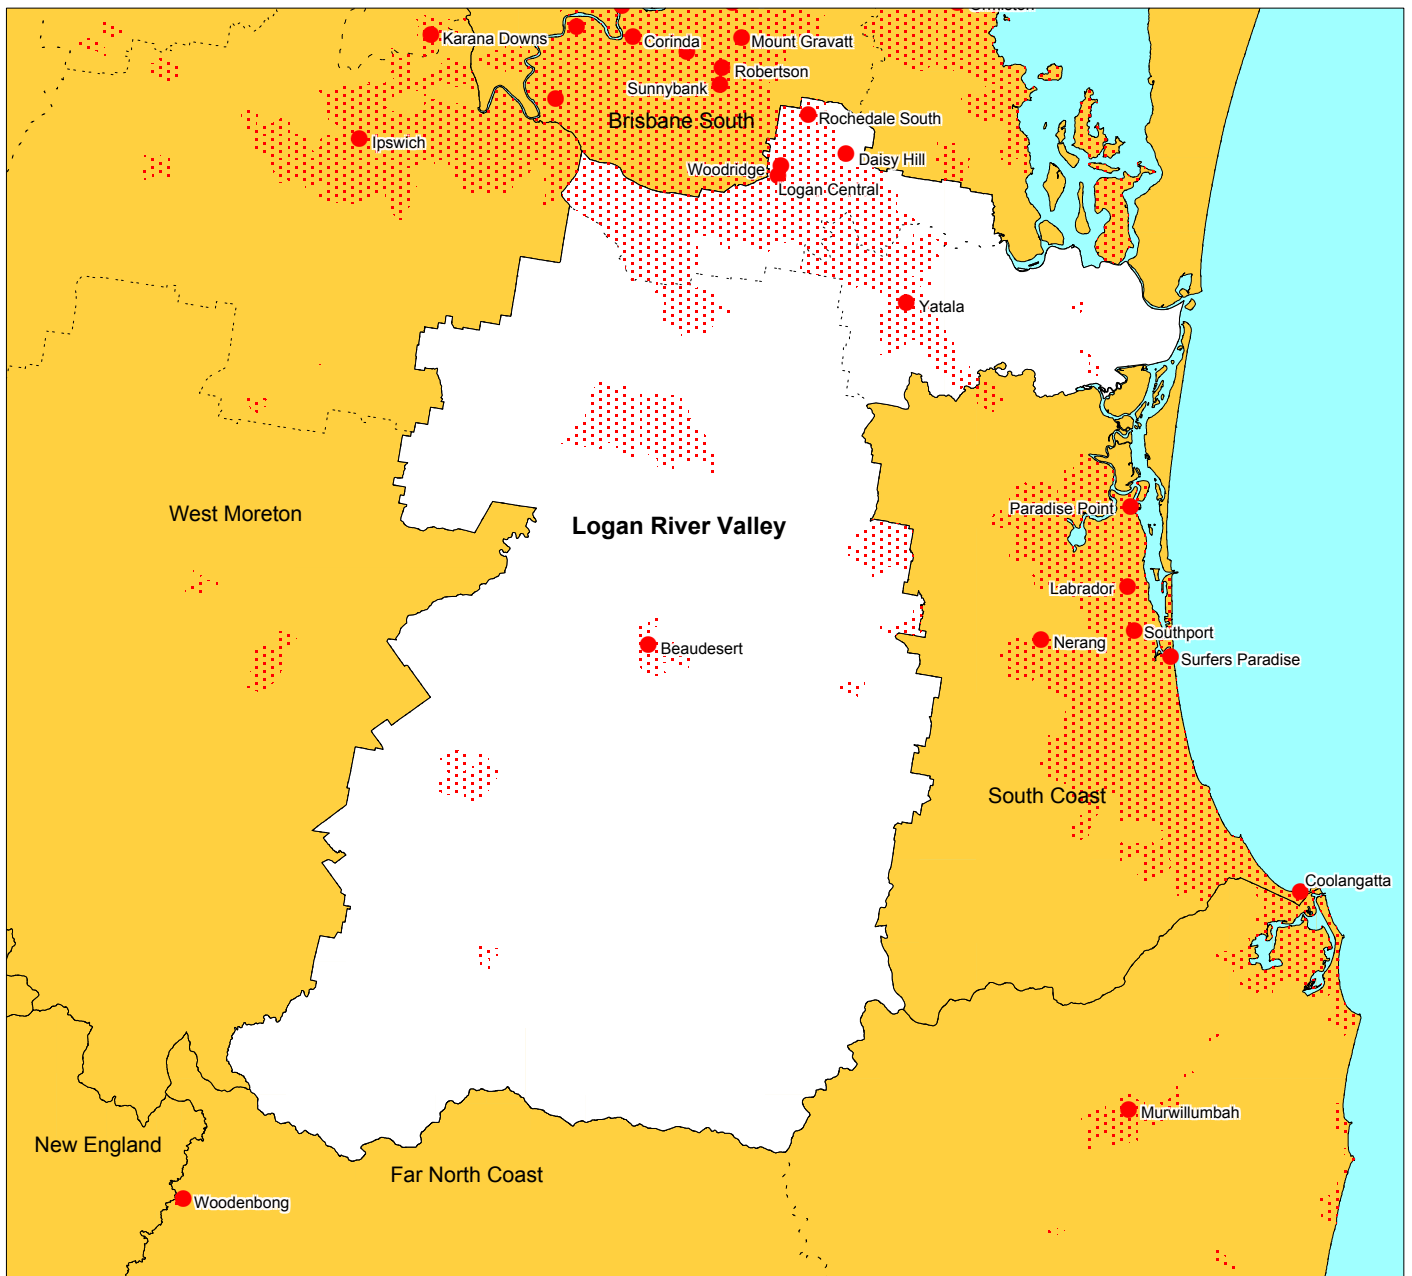 Karana Downs
Corinda
Mount Gravatt
Robertson
Sunnybank
Brisbane South
Rochedale South
Ipswich
Daisy Hill
Woodridge
Logan Central
Yatala
West Moreton
Logan River Valley
Paradise Point
Labrador
Southport
Nerang
Beaudesert
Surfers Paradise
South Coast
Coolangatta
Murwillumbah
New England
Far North Coast
Woodenbong